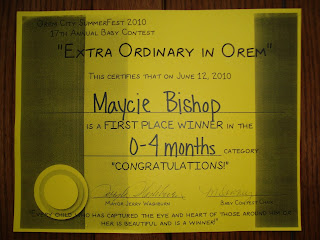 Orem City SummerFest 2010
17th Annual Baby Contest
"Extra Ordinary in Orem"
This certifies that on June 12, 2010
Maycie Bishop
is a First Place Winner in the
0-4 months category
"Congratulations!"
Mayor Jerry Washburn Baby Contest Chair
"Every child who has captured the eye and heart of those around him or
her is beautiful and is a winner!"